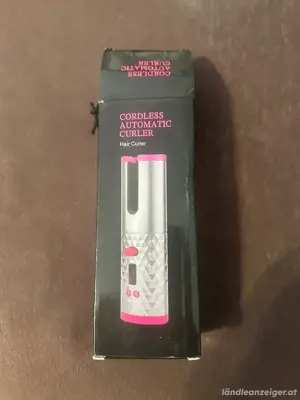 CORDLESS
AUTOMATIC
CURLER
CORDLESS
AUTOMATIC
CURLER
Hair Curler
ländleanzeiger.at